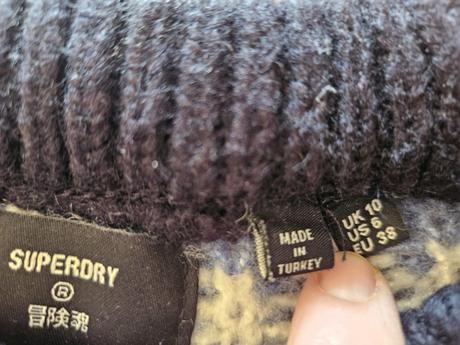 SUPERDRY
®
冒険魂
MADE
IN
TURKEY
UK 10
US 6
EU 38